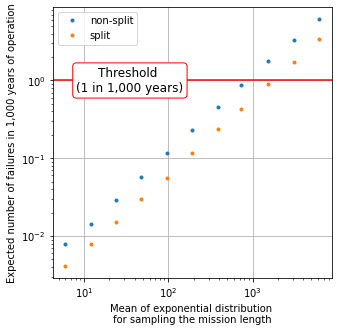 non-split
split
Threshold
(1 in 1,000 years)
Expected number of failures in 1,000 years of operation
10⁰
10⁻¹
10⁻²
10¹
10²
10³
Mean of exponential distribution
for sampling the mission length